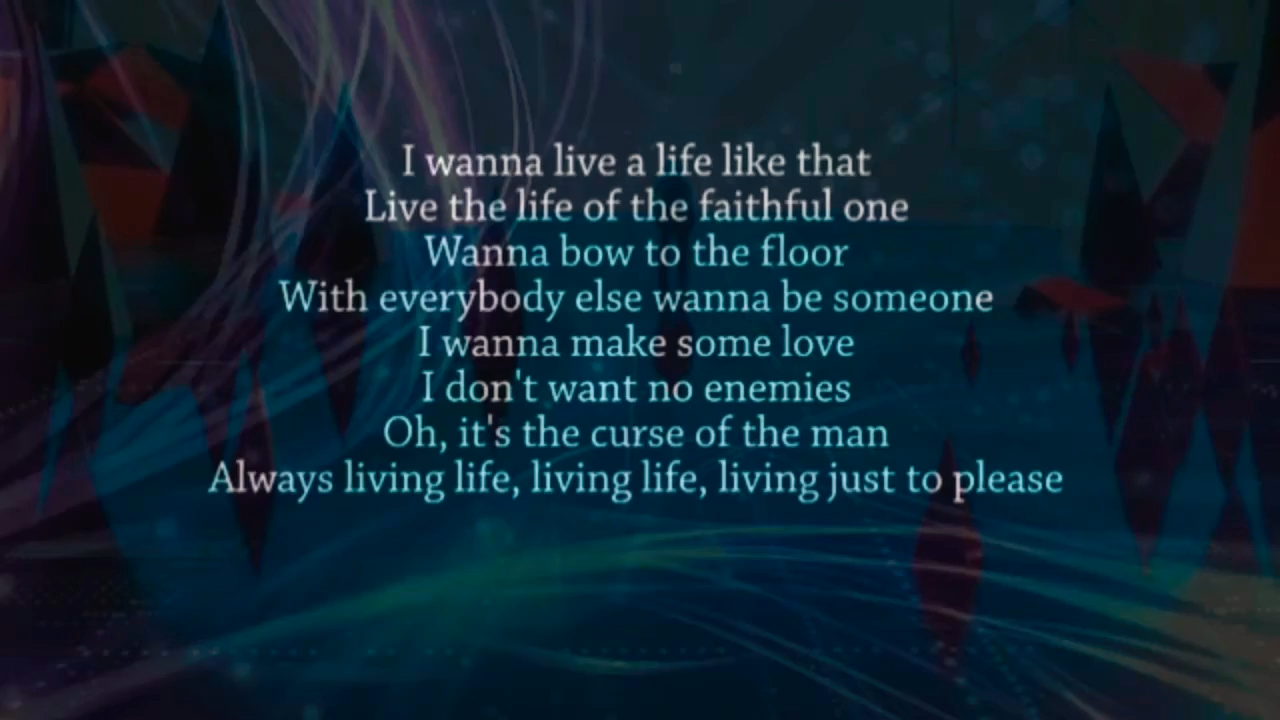 I wanna live a life like that
Live the life of the faithful one
Wanna bow to the floor
With everybody else wanna be someone
I wanna make some love
I don't want no enemies
Oh, it's the curse of the man
Always living life, living life, living just to please